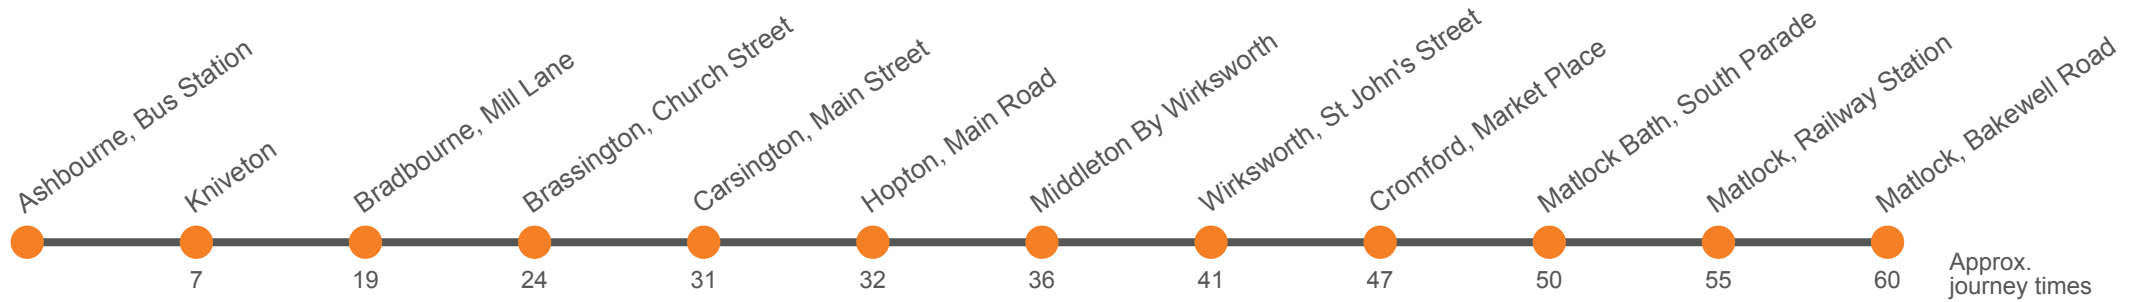 Ashbourne, Bus Station
Kniveton
Bradbourne, Mill Lane
Brassington, Church Street
Carsington, Main Street
Hopton, Main Road
Middleton By Wirksworth
Wirksworth, St John's Street
Cromford, Market Place
Matlock Bath, South Parade
Matlock, Railway Station
Matlock, Bakewell Road
7
19
24
31
32
36
41
47
50
55
60
Approx.
journey times